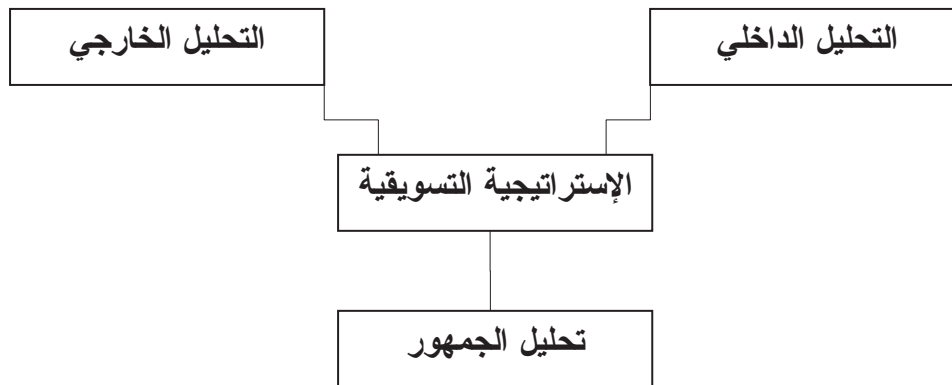 التحليل الداخلي
التحليل الخارجي
الإستراتيجية التسويقية
تحليل الجمهور